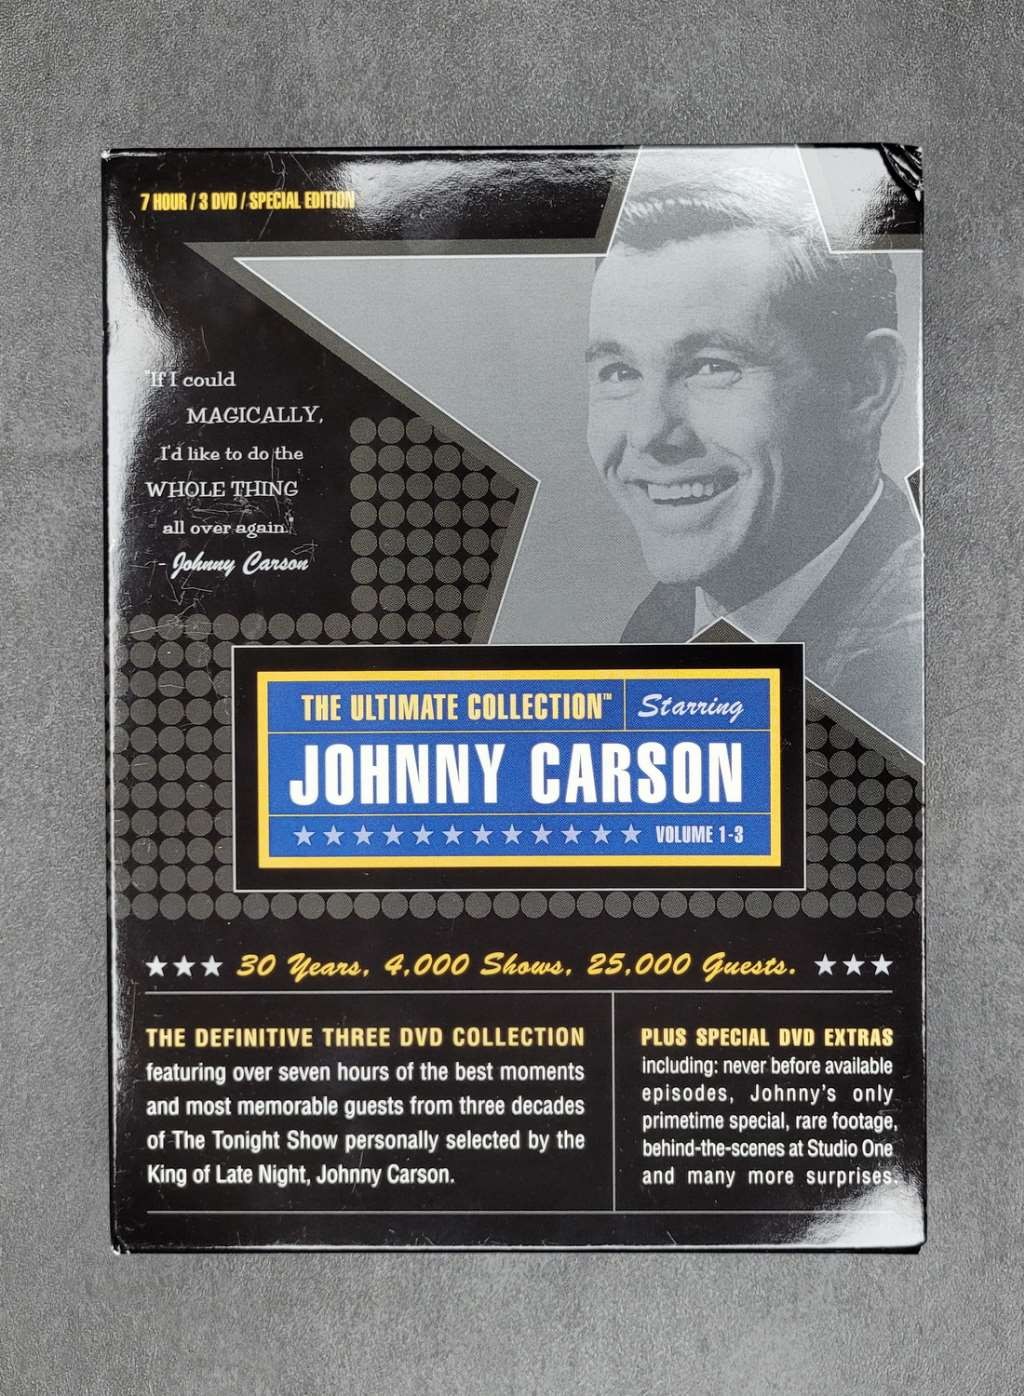 7 HOUR / 3 DVD / SPECIAL EDITION
"If I could
MAGICALLY,
I'd like to do the
WHOLE THING
all over again."
- Johnny Carson
THE ULTIMATE COLLECTION™ Starring
JOHNNY CARSON
VOLUME 1-3
30 Years, 4,000 Shows, 25,000 Guests.
THE DEFINITIVE THREE DVD COLLECTION
featuring over seven hours of the best moments
and most memorable guests from three decades
of The Tonight Show personally selected by the
King of Late Night, Johnny Carson.
PLUS SPECIAL DVD EXTRAS
including: never before available
episodes, Johnny's only
primetime special, rare footage,
behind-the-scenes at Studio One
and many more surprises.